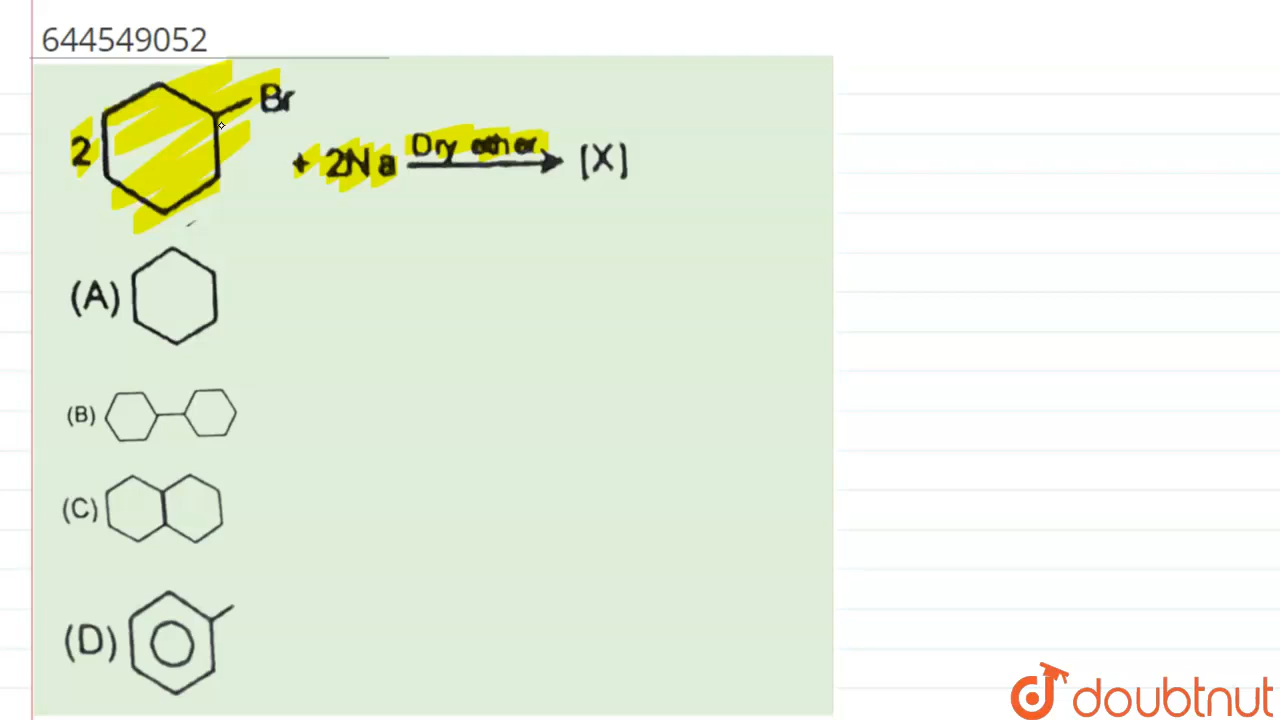 644549052
Br
2 + 2Na Dry ether [X]
(A)
(B)
(C)
(D)
doubtnut